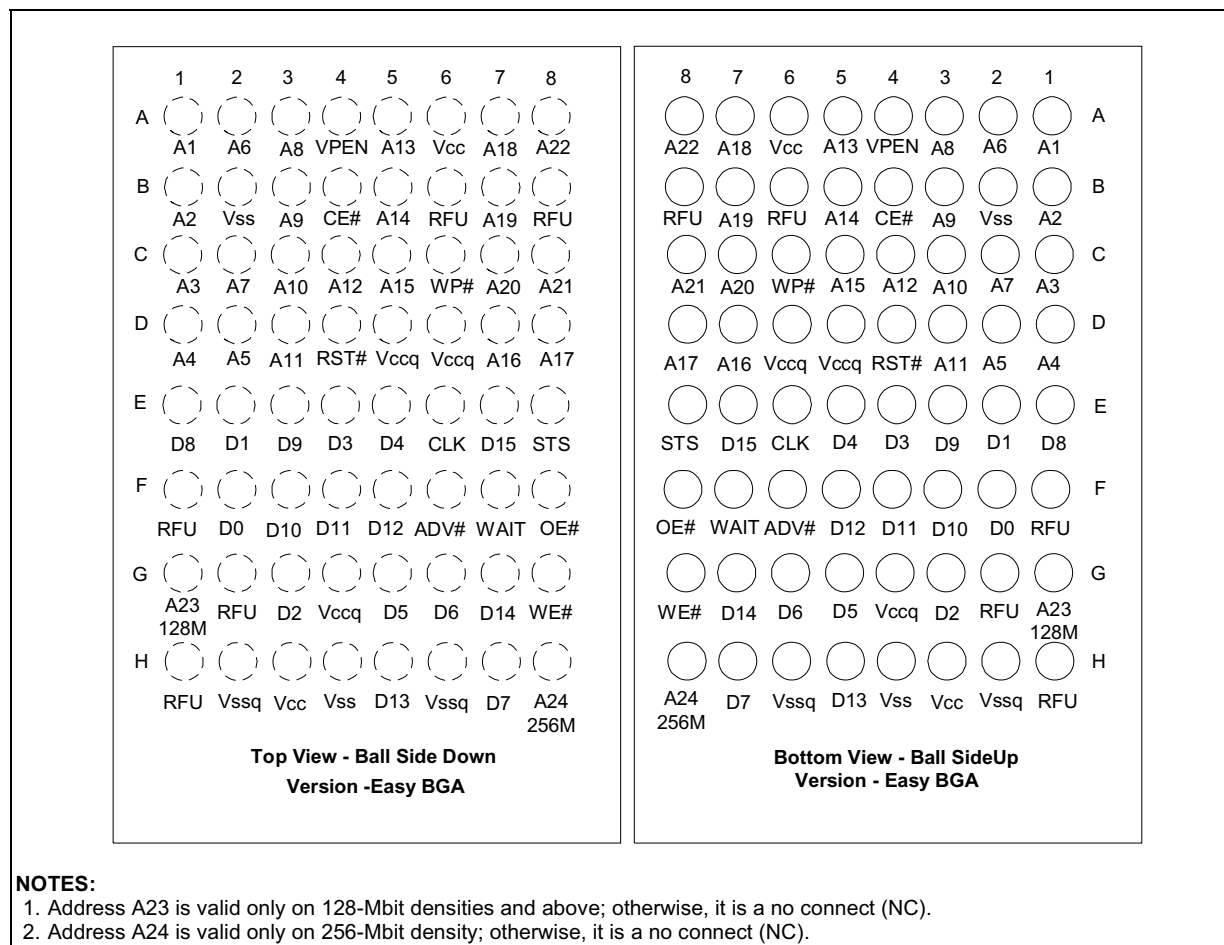 1 2 3 4 5 6 7 8
A
A1 A6 A8 VPEN A13 Vcc A18 A22
B
A2 Vss A9 CE# A14 RFU A19 RFU
C
A3 A7 A10 A12 A15 WP# A20 A21
D
A4 A5 A11 RST# Vccq Vccq A16 A17
E
D8 D1 D9 D3 D4 CLK D15 STS
F
RFU D0 D10 D11 D12 ADV# WAIT OE#
G
A23 RFU D2 Vccq D5 D6 D14 WE#
128M
H
RFU Vssq Vcc Vss D13 Vssq D7 A24
256M
Top View - Ball Side Down
Version -Easy BGA
8 7 6 5 4 3 2 1
A
A22 A18 Vcc A13 VPEN A8 A6 A1
B
RFU A19 RFU A14 CE# A9 Vss A2
C
A21 A20 WP# A15 A12 A10 A7 A3
D
A17 A16 Vccq Vccq RST# A11 A5 A4
E
STS D15 CLK D4 D3 D9 D1 D8
F
OE# WAIT ADV# D12 D11 D10 D0 RFU
G
WE# D14 D6 D5 Vccq D2 RFU A23
128M
H
A24 D7 Vssq D13 Vss Vcc Vssq RFU
256M
Bottom View - Ball SideUp
Version - Easy BGA
NOTES:
1. Address A23 is valid only on 128-Mbit densities and above; otherwise, it is a no connect (NC).
2. Address A24 is valid only on 256-Mbit density; otherwise, it is a no connect (NC).